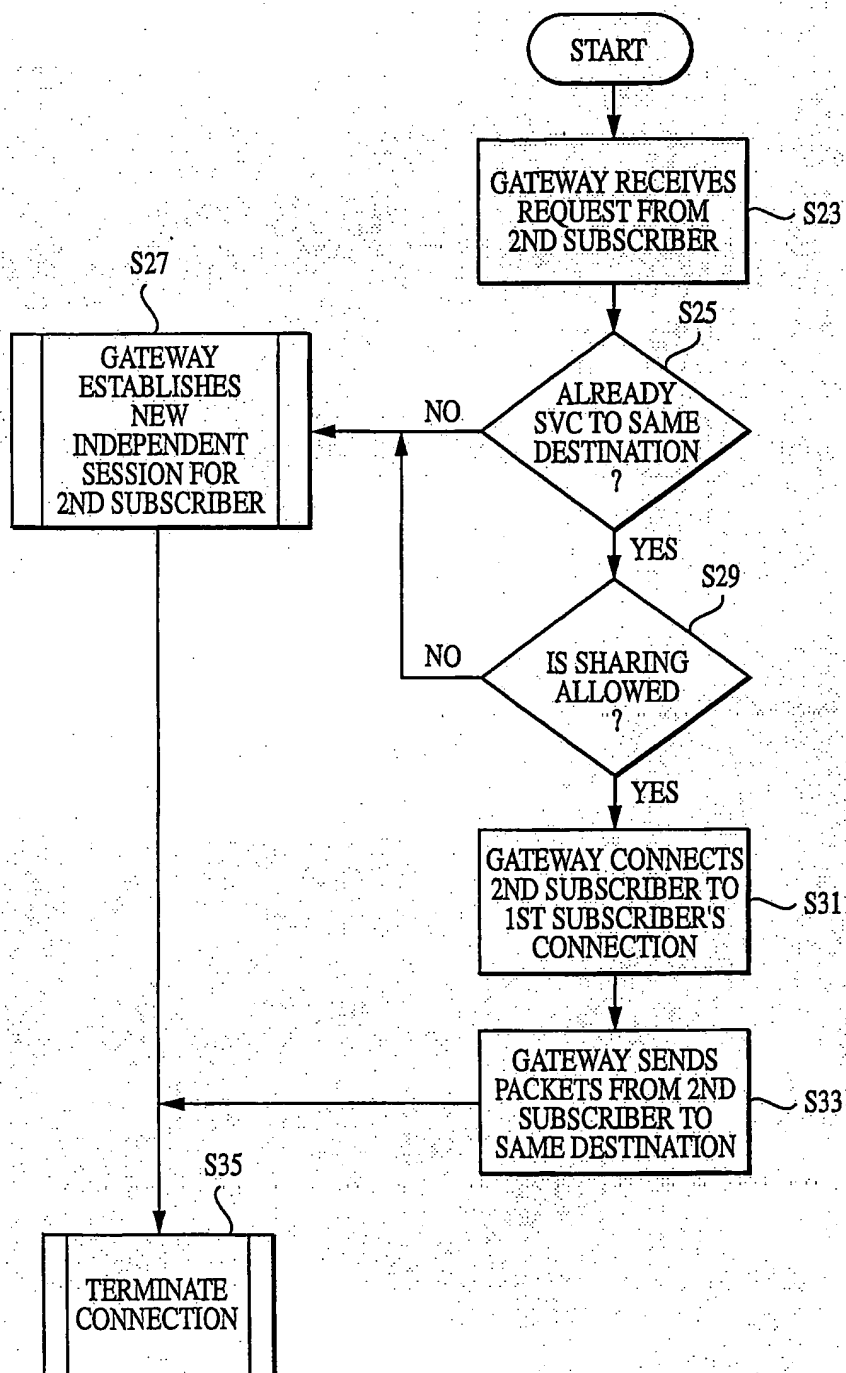 START
GATEWAY RECEIVES
REQUEST FROM
2ND SUBSCRIBER
S23
S27
S25
GATEWAY
ESTABLISHES
NEW
INDEPENDENT
SESSION FOR
2ND SUBSCRIBER
NO
ALREADY
SVC TO SAME
DESTINATION
?
YES
S29
NO
IS SHARING
ALLOWED
?
YES
GATEWAY CONNECTS
2ND SUBSCRIBER TO
1ST SUBSCRIBER'S
CONNECTION
S31
GATEWAY SENDS
PACKETS FROM 2ND
SUBSCRIBER TO
SAME DESTINATION
S33
S35
TERMINATE
CONNECTION